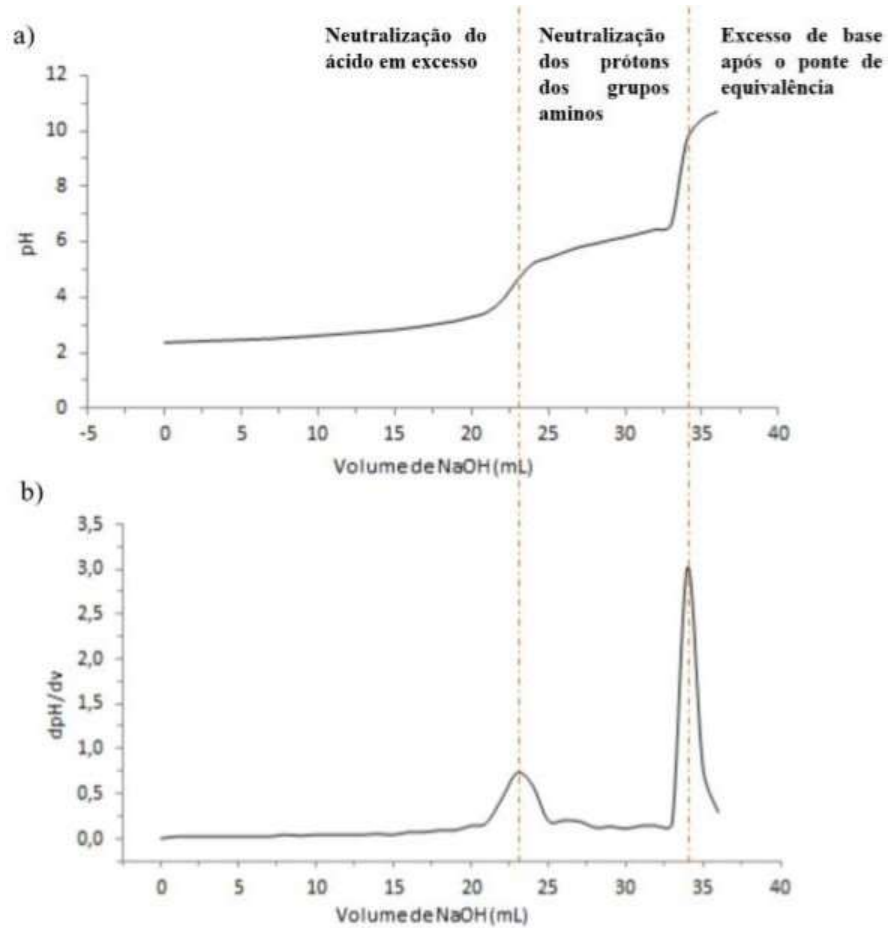 a)
Neutralização do
ácido em excesso
Neutralização
dos prótons
dos grupos
aminos
Excesso de base
após o ponte de
equivalência
12
10
8
6
4
2
0
pH
-5 0 5 10 15 20 25 30 35 40
Volume de NaOH (mL)
b)
3,5
3,0
2,5
2,0
1,5
1,0
0,5
0,0
dpH/dv
0 5 10 15 20 25 30 35 40
Volume de NaOH (mL)